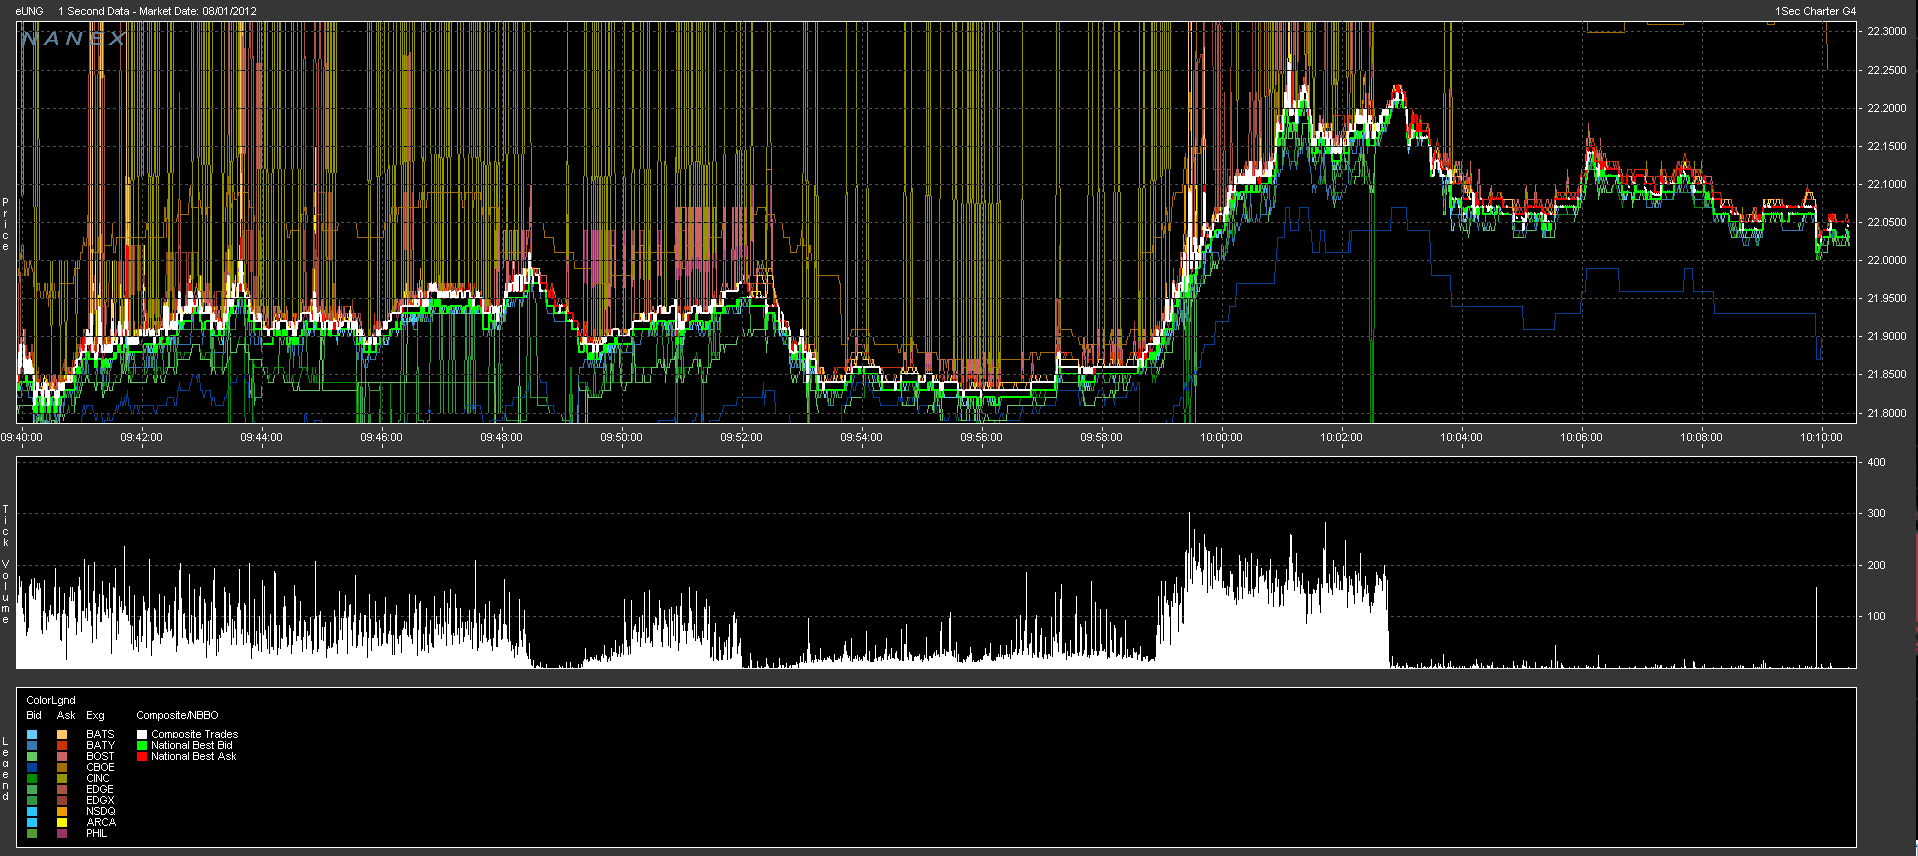 eUNG 1 Second Data - Market Date: 08/01/2012 1Sec Charter G4
NANEX
22.3000
22.2500
22.2000
22.1500
22.1000
22.0500
22.0000
21.9500
21.9000
21.8500
21.8000
Price
09:40:00 09:42:00 09:44:00 09:46:00 09:48:00 09:50:00 09:52:00 09:54:00 09:56:00 09:58:00 10:00:00 10:02:00 10:04:00 10:06:00 10:08:00 10:10:00
400
300
200
100
Tick Volume
Legend
ColorLgnd
Bid Ask Exg Composite/NBBO
BATS Composite Trades
BATY National Best Bid
BOST National Best Ask
CBOE
CINC
EDGE
EDGX
NSDQ
ARCA
PHIL